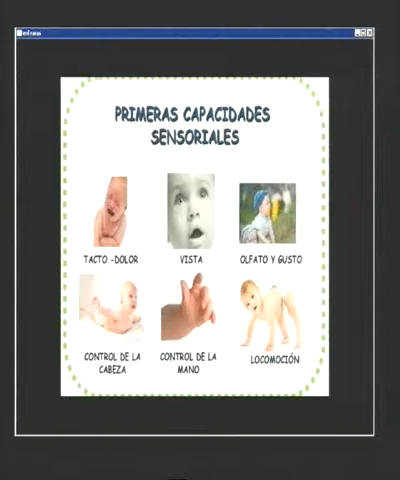 PRIMERAS CAPACIDADES
SENSORIALES
TACTO -DOLOR
VISTA
OLFATO Y GUSTO
CONTROL DE LA
CABEZA
CONTROL DE LA
MANO
LOCOMOCIÓN